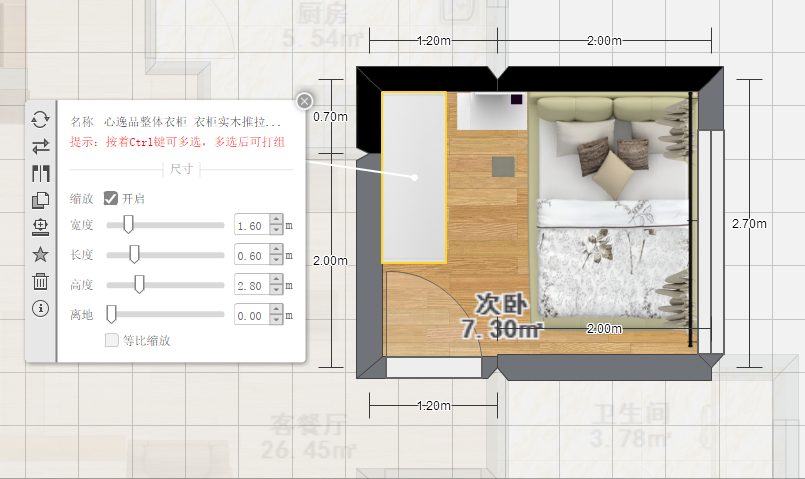 厨房
5.54㎡
1.20m
2.00m
名称 心逸品整体衣柜 衣柜实木推拉...
提示：按着Ctrl键可多选，多选后可打组
尺寸
缩放 开启
宽度 1.60 m
长度 0.60 m
高度 2.80 m
离地 0.00 m
等比缩放
0.70m
2.00m
2.70m
次卧
7.30㎡
2.00m
1.20m
客餐厅
26.45㎡
卫生间
3.78㎡